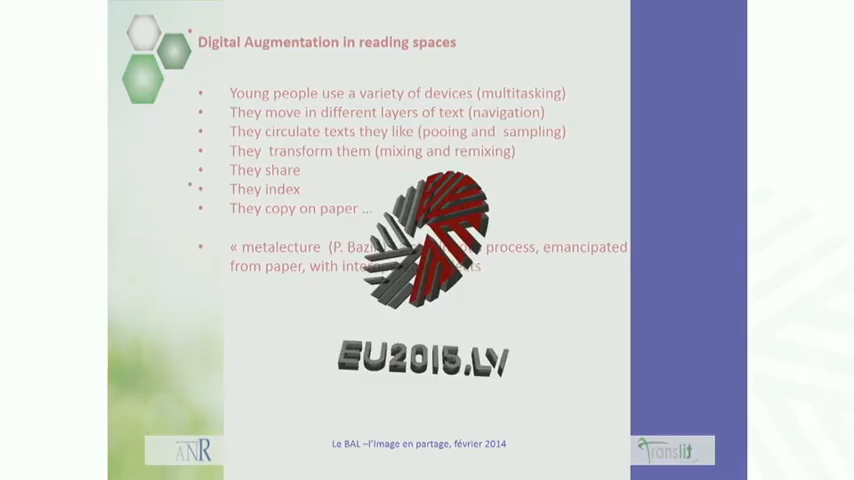 Digital Augmentation in reading spaces
• Young people use a variety of devices (multitasking)
• They move in different layers of text (navigation)
• They circulate texts they like (pooing and sampling)
• They transform them (mixing and remixing)
• They share
• They index
• They copy on paper ...
• « metalecture (P. process, emancipated
from paper, with
EU2015.LV
Le BAL –l'Image en partage, février 2014
ANR
Translit